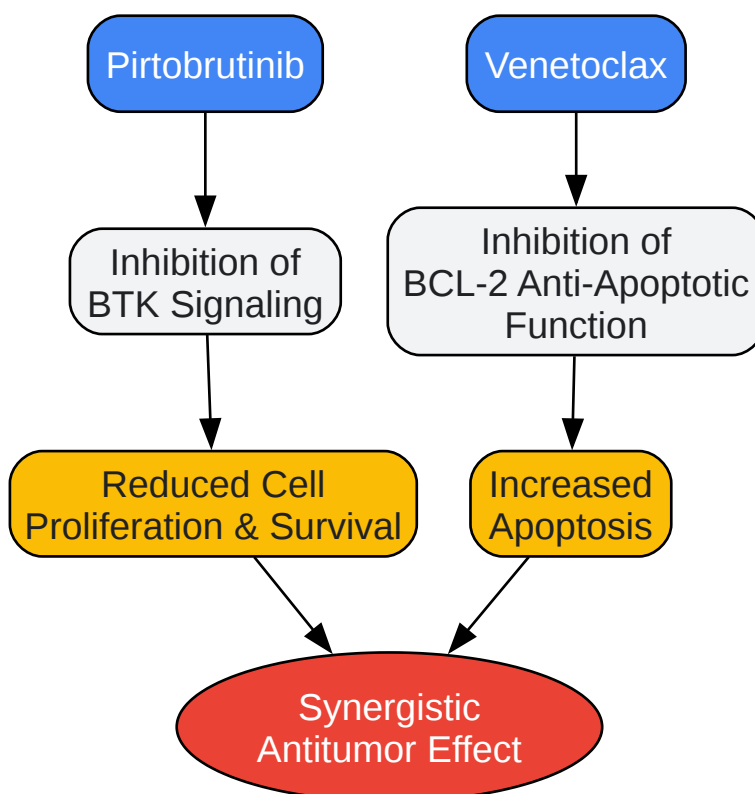 Pirtobrutinib
Venetoclax
Inhibition of
BTK Signaling
Inhibition of
BCL-2 Anti-Apoptotic
Function
Reduced Cell
Proliferation & Survival
Increased
Apoptosis
Synergistic
Antitumor Effect